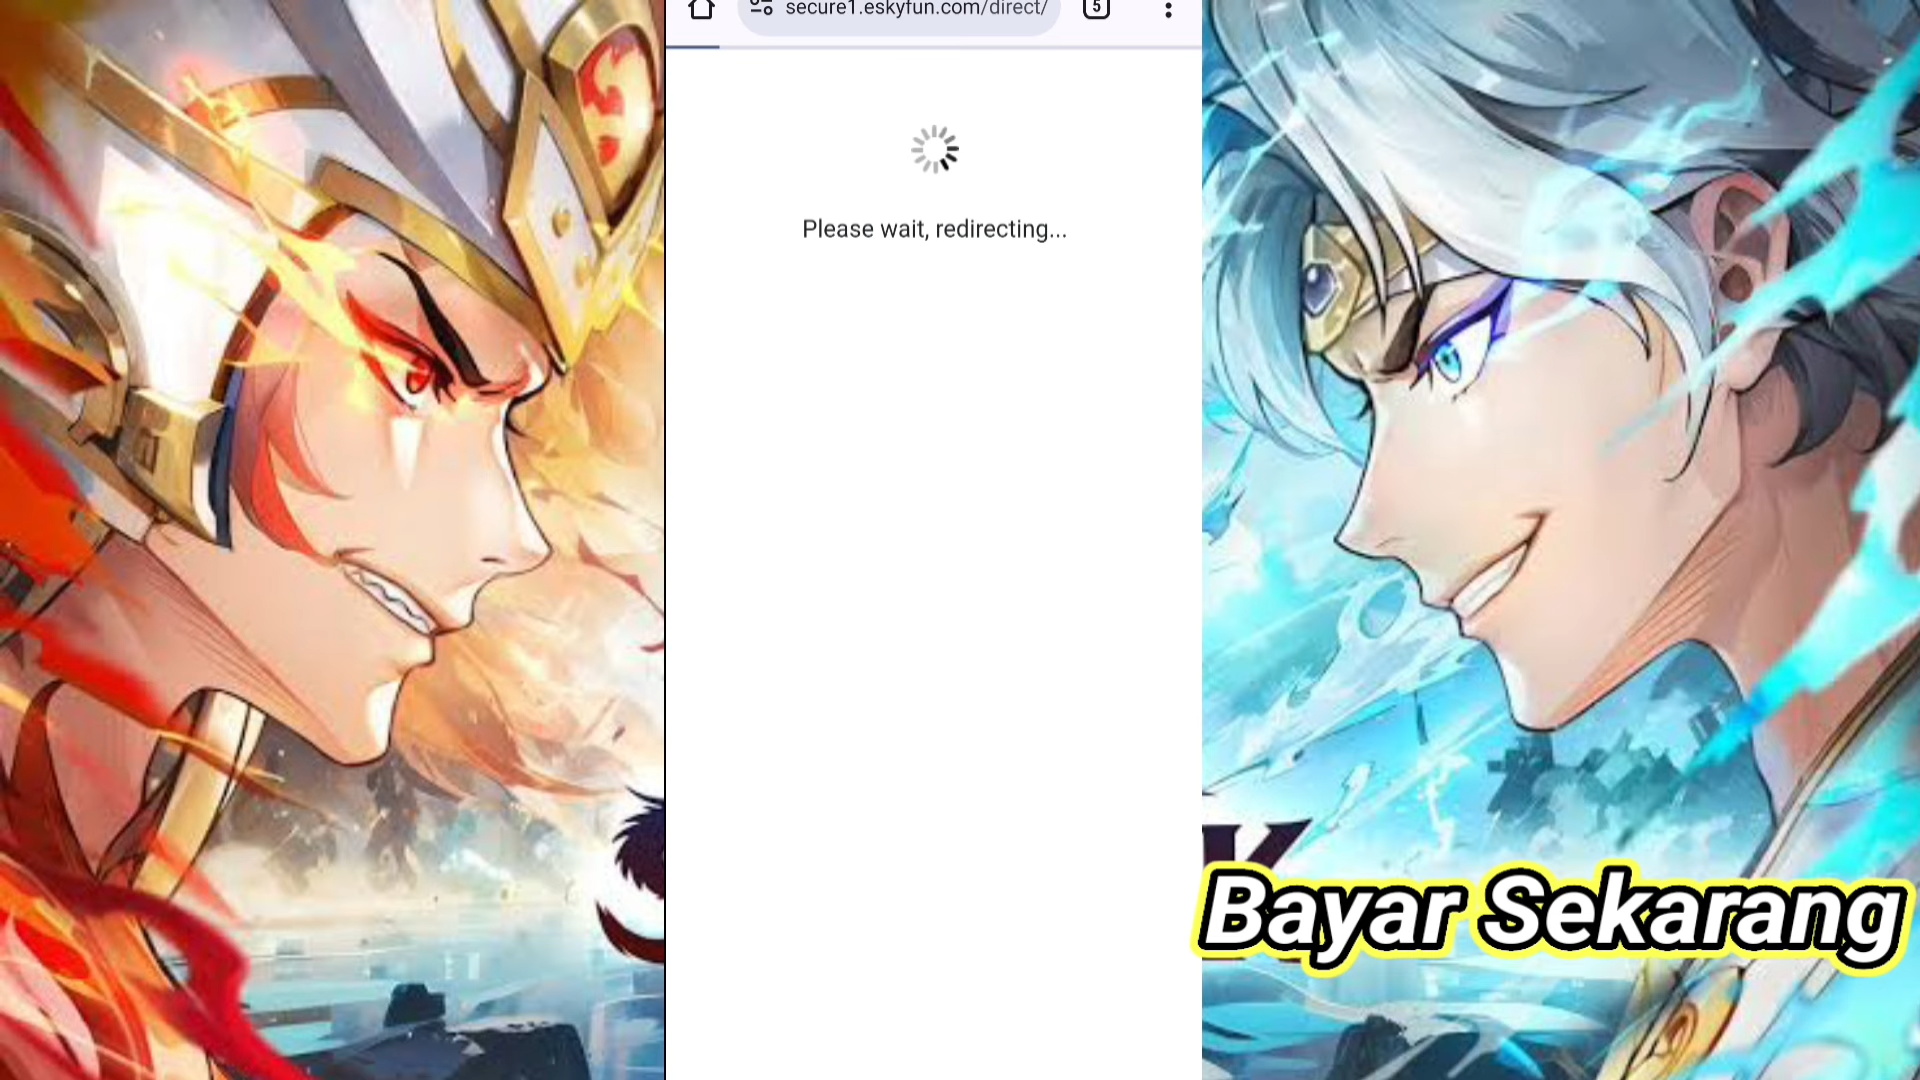 secure1.eskyfun.com/direct/
5
Please wait, redirecting...
K
Bayar Sekarang